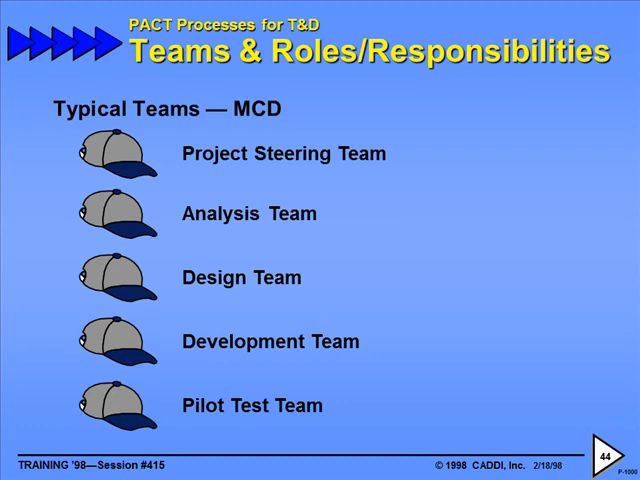 PACT Processes for T&D
Teams & Roles/Responsibilities
Typical Teams — MCD
Project Steering Team
Analysis Team
Design Team
Development Team
Pilot Test Team
TRAINING '98—Session #415
© 1998 CADDI, Inc. 2/18/98
44
P-1000